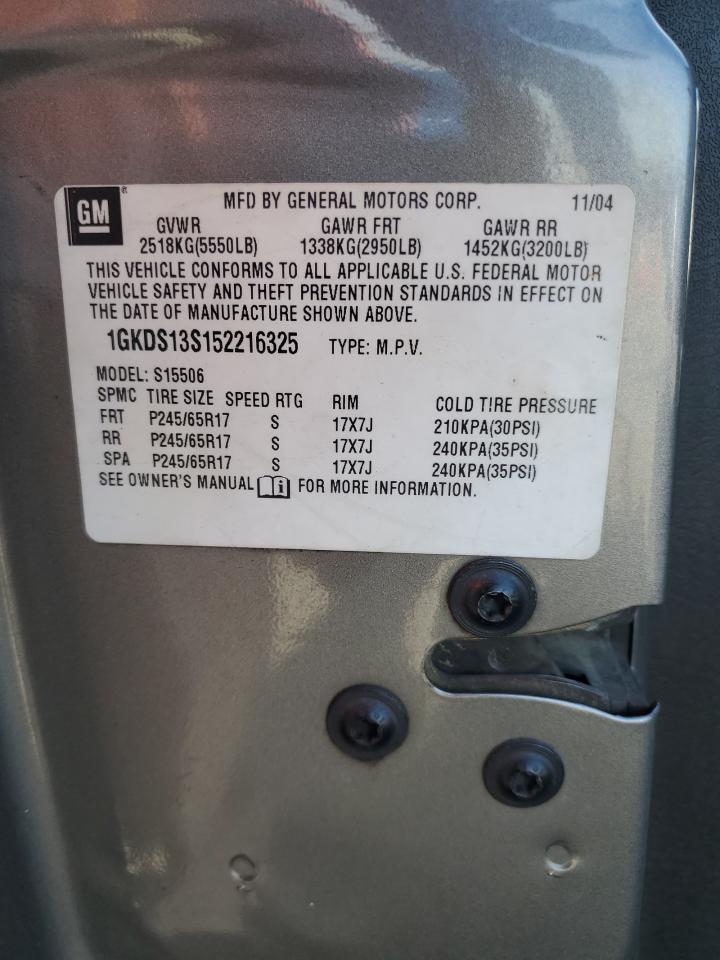 GM ® MFD BY GENERAL MOTORS CORP. 11/04
GVWR GAWR FRT GAWR RR
2518KG(5550LB) 1338KG(2950LB) 1452KG(3200LB)
THIS VEHICLE CONFORMS TO ALL APPLICABLE U.S. FEDERAL MOTOR
VEHICLE SAFETY AND THEFT PREVENTION STANDARDS IN EFFECT ON
THE DATE OF MANUFACTURE SHOWN ABOVE.
1GKDS13S152216325 TYPE: M.P.V.
MODEL: S15506
SPMC TIRE SIZE SPEED RTG RIM COLD TIRE PRESSURE
FRT P245/65R17 S 17X7J 210KPA(30PSI)
RR P245/65R17 S 17X7J 240KPA(35PSI)
SPA P245/65R17 S 17X7J 240KPA(35PSI)
SEE OWNER'S MANUAL i FOR MORE INFORMATION.